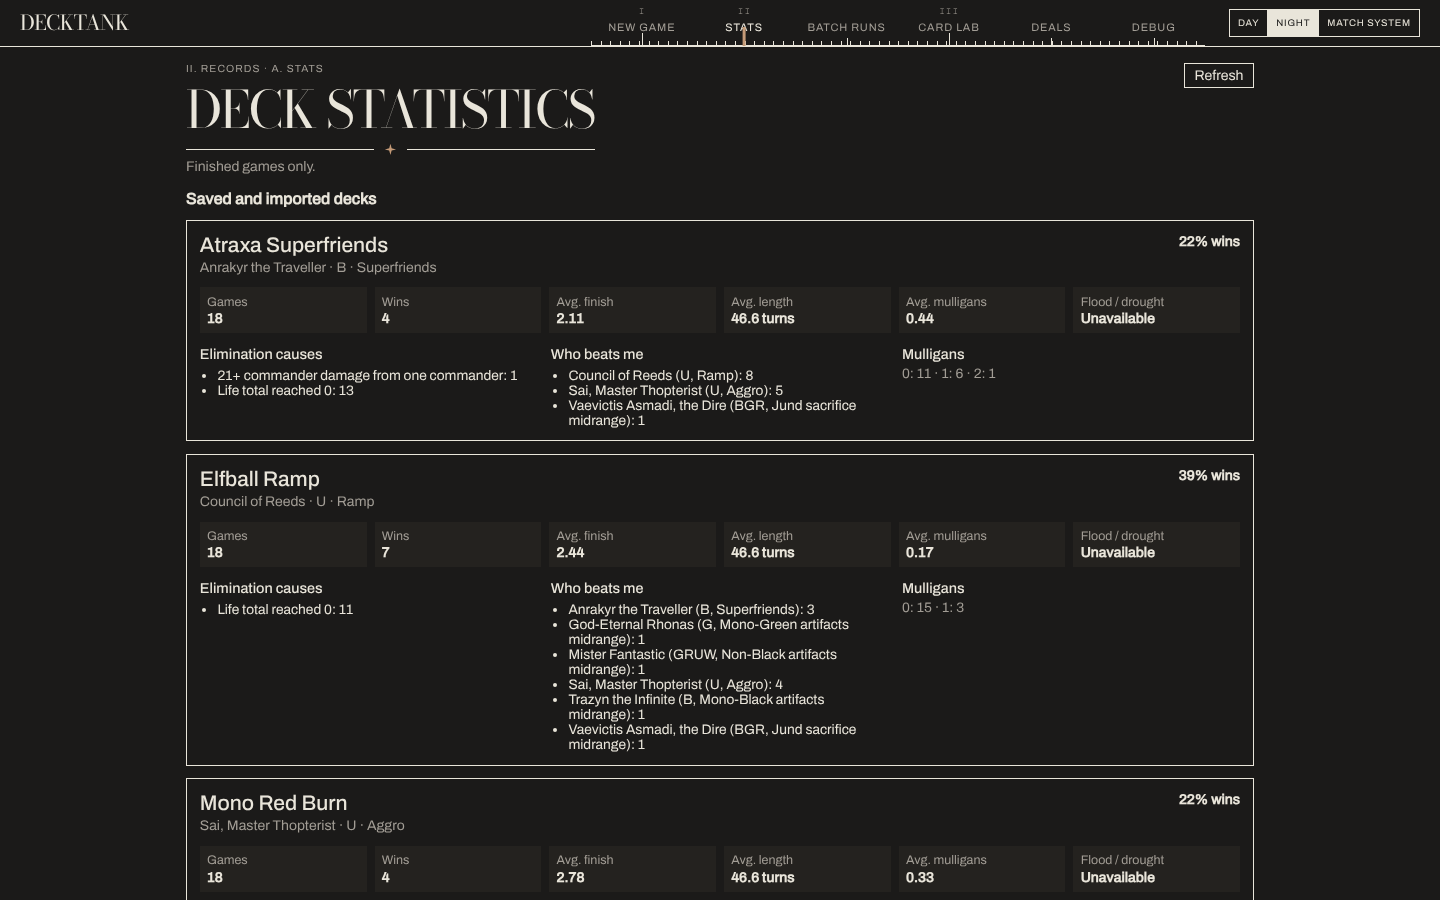 DECKTANK
I
NEW GAME
II
STATS
BATCH RUNS
III
CARD LAB
DEALS
DEBUG
DAY
NIGHT
MATCH SYSTEM
II. RECORDS · A. STATS
Refresh
DECK STATISTICS
Finished games only.
Saved and imported decks
Atraxa Superfriends
22% wins
Anrakyr the Traveller · B · Superfriends
Games
18
Wins
4
Avg. finish
2.11
Avg. length
46.6 turns
Avg. mulligans
0.44
Flood / drought
Unavailable
Elimination causes
• 21+ commander damage from one commander: 1
• Life total reached 0: 13
Who beats me
• Council of Reeds (U, Ramp): 8
• Sai, Master Thopterist (U, Aggro): 5
• Vaevictis Asmadi, the Dire (BGR, Jund sacrifice
midrange): 1
Mulligans
0: 11 · 1: 6 · 2: 1
Elfball Ramp
39% wins
Council of Reeds · U · Ramp
Games
18
Wins
7
Avg. finish
2.44
Avg. length
46.6 turns
Avg. mulligans
0.17
Flood / drought
Unavailable
Elimination causes
• Life total reached 0: 11
Who beats me
• Anrakyr the Traveller (B, Superfriends): 3
• God-Eternal Rhonas (G, Mono-Green artifacts
midrange): 1
• Mister Fantastic (GRUW, Non-Black artifacts
midrange): 1
• Sai, Master Thopterist (U, Aggro): 4
• Trazyn the Infinite (B, Mono-Black artifacts
midrange): 1
• Vaevictis Asmadi, the Dire (BGR, Jund sacrifice
midrange): 1
Mulligans
0: 15 · 1: 3
Mono Red Burn
22% wins
Sai, Master Thopterist · U · Aggro
Games
18
Wins
4
Avg. finish
2.78
Avg. length
46.6 turns
Avg. mulligans
0.33
Flood / drought
Unavailable